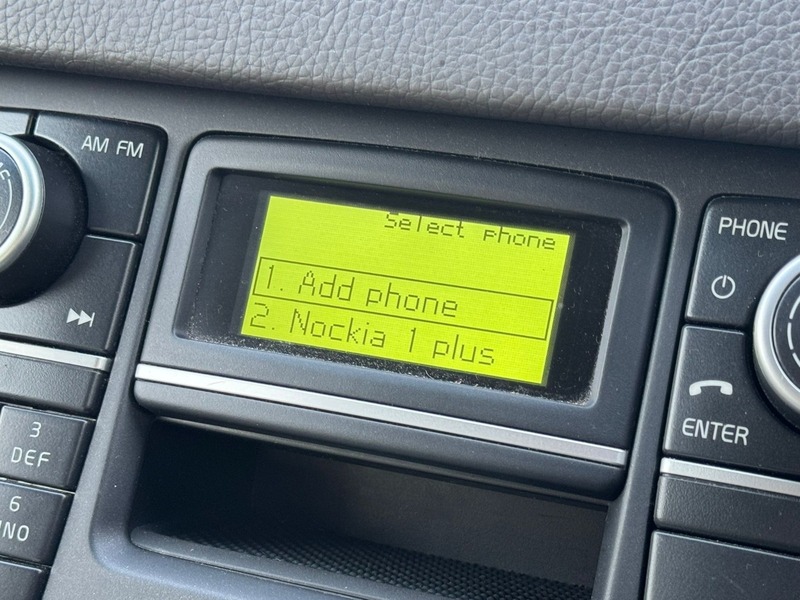 AM FM
Select phone
1. Add phone
2. Nockia 1 plus
PHONE
ENTER
3
DEF
6
MNO